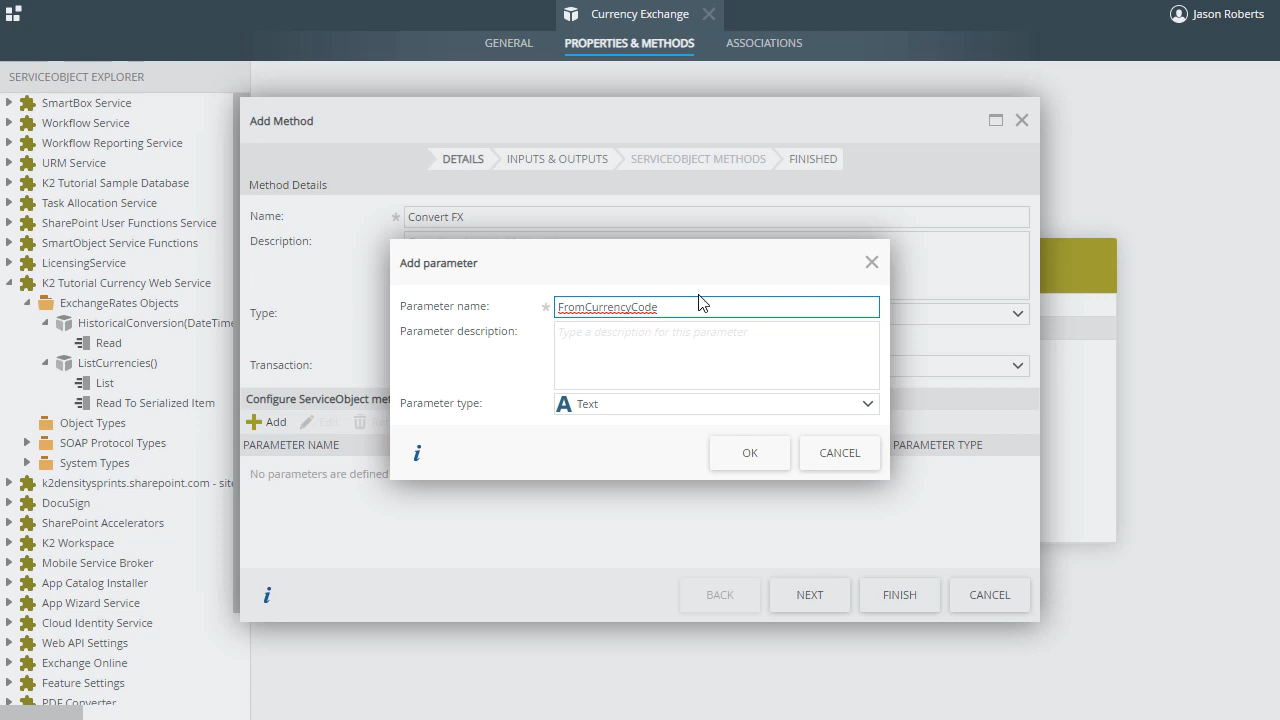 Currency Exchange
Jason Roberts
GENERAL
PROPERTIES & METHODS
ASSOCIATIONS
SERVICEOBJECT EXPLORER
SmartBox Service
Workflow Service
Workflow Reporting Service
URM Service
K2 Tutorial Sample Database
Task Allocation Service
SharePoint User Functions Service
SmartObject Service Functions
LicensingService
K2 Tutorial Currency Web Service
ExchangeRates Objects
HistoricalConversion(DateTime
Read
ListCurrencies()
List
Read To Serialized Item
Object Types
SOAP Protocol Types
System Types
k2densitysprints.sharepoint.com - site
DocuSign
SharePoint Accelerators
K2 Workspace
Mobile Service Broker
App Catalog Installer
App Wizard Service
Cloud Identity Service
Web API Settings
Exchange Online
Feature Settings
PDF Converter
Add Method
DETAILS
INPUTS & OUTPUTS
SERVICEOBJECT METHODS
FINISHED
Method Details
Name:
* Convert FX
Description:
Type:
Transaction:
Configure ServiceObject met
Add
Edit
PARAMETER NAME
PARAMETER TYPE
No parameters are defined
Add parameter
Parameter name:
* FromCurrencyCode
Parameter description:
Type a description for this parameter
Parameter type:
A Text
i
OK
CANCEL
i
BACK
NEXT
FINISH
CANCEL